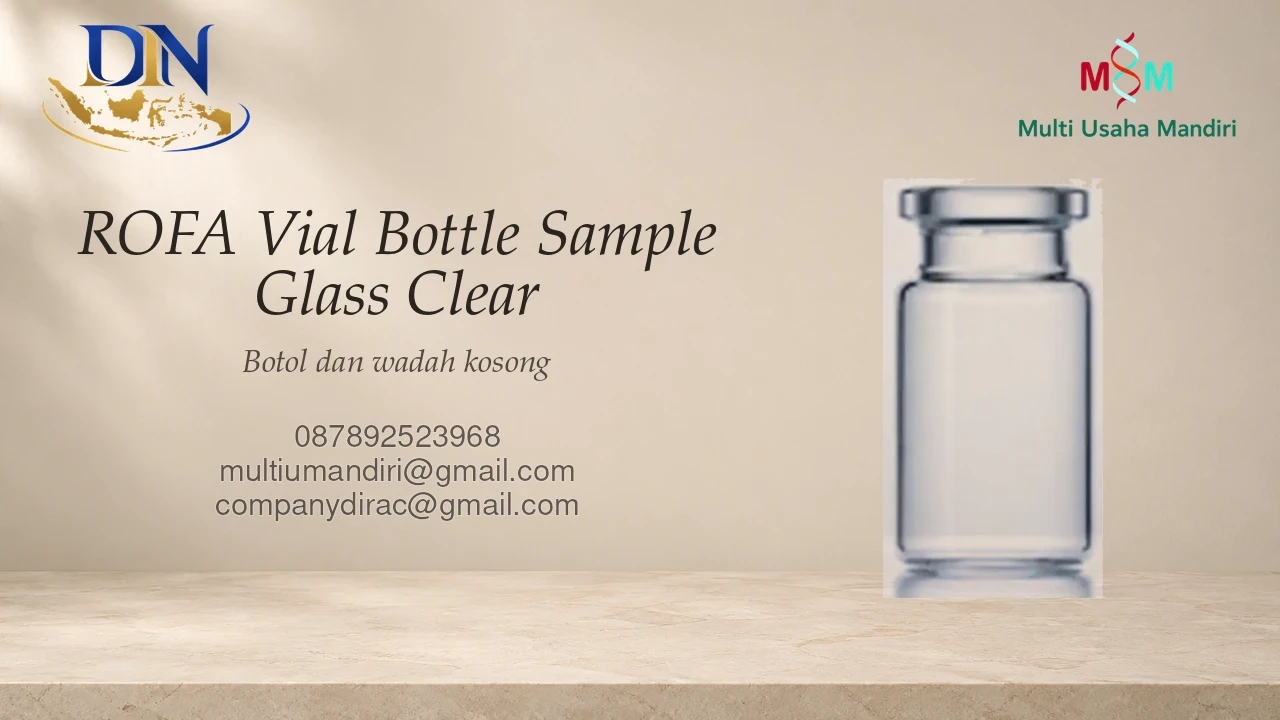 DN
MSM
Multi Usaha Mandiri
ROFA Vial Bottle Sample
Glass Clear
Botol dan wadah kosong
087892523968
multiumandiri@gmail.com
companydirac@gmail.com